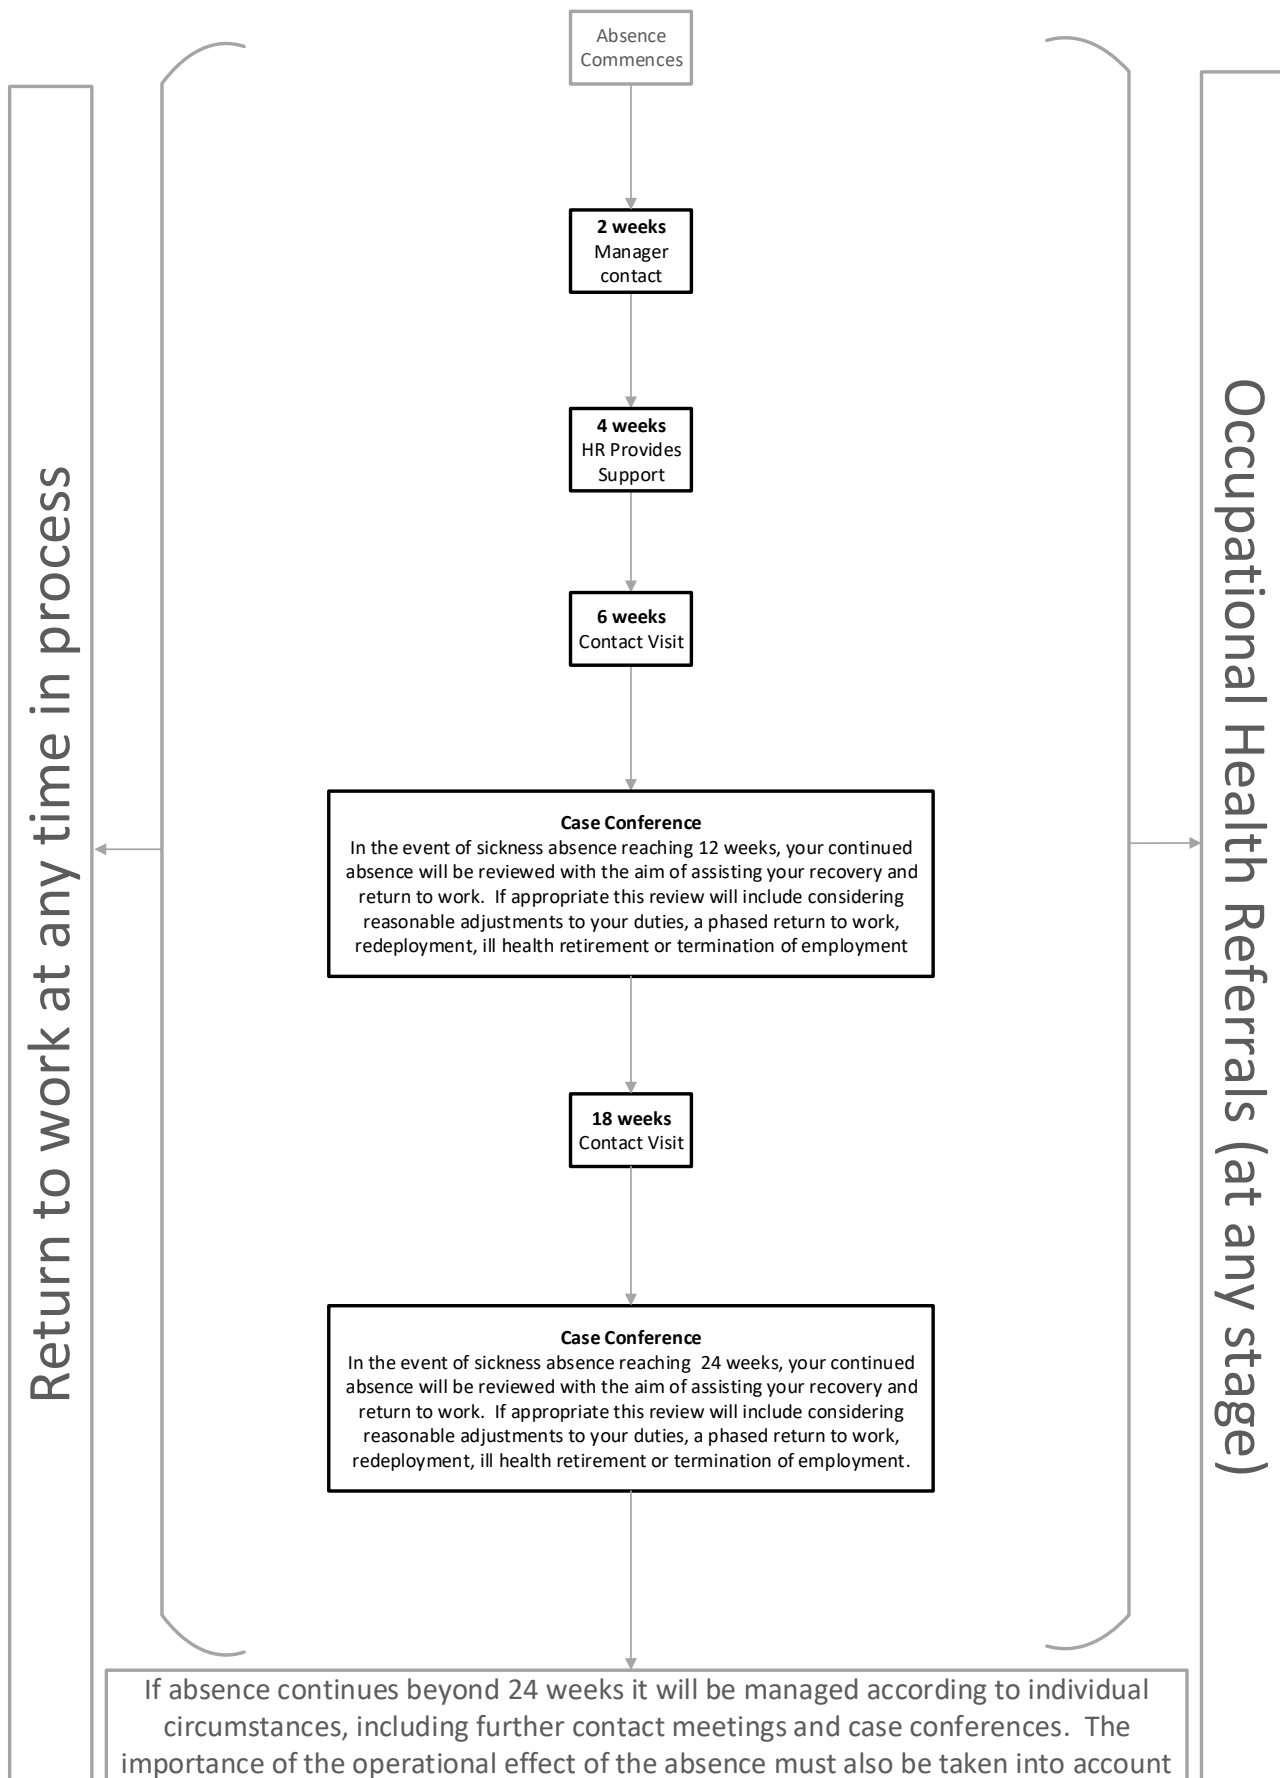 Absence
Commences
2 weeks
Manager
contact
4 weeks
HR Provides
Support
6 weeks
Contact Visit
Case Conference
In the event of sickness absence reaching 12 weeks, your continued
absence will be reviewed with the aim of assisting your recovery and
return to work.  If appropriate this review will include considering
reasonable adjustments to your duties, a phased return to work,
redeployment, ill health retirement or termination of employment
18 weeks
Contact Visit
Case Conference
In the event of sickness absence reaching  24 weeks, your continued
absence will be reviewed with the aim of assisting your recovery and
return to work.  If appropriate this review will include considering
reasonable adjustments to your duties, a phased return to work,
redeployment, ill health retirement or termination of employment.
If absence continues beyond 24 weeks it will be managed according to individual
circumstances, including further contact meetings and case conferences.  The
importance of the operational effect of the absence must also be taken into account
Return to work at any time in process
Occupational Health Referrals (at any stage)